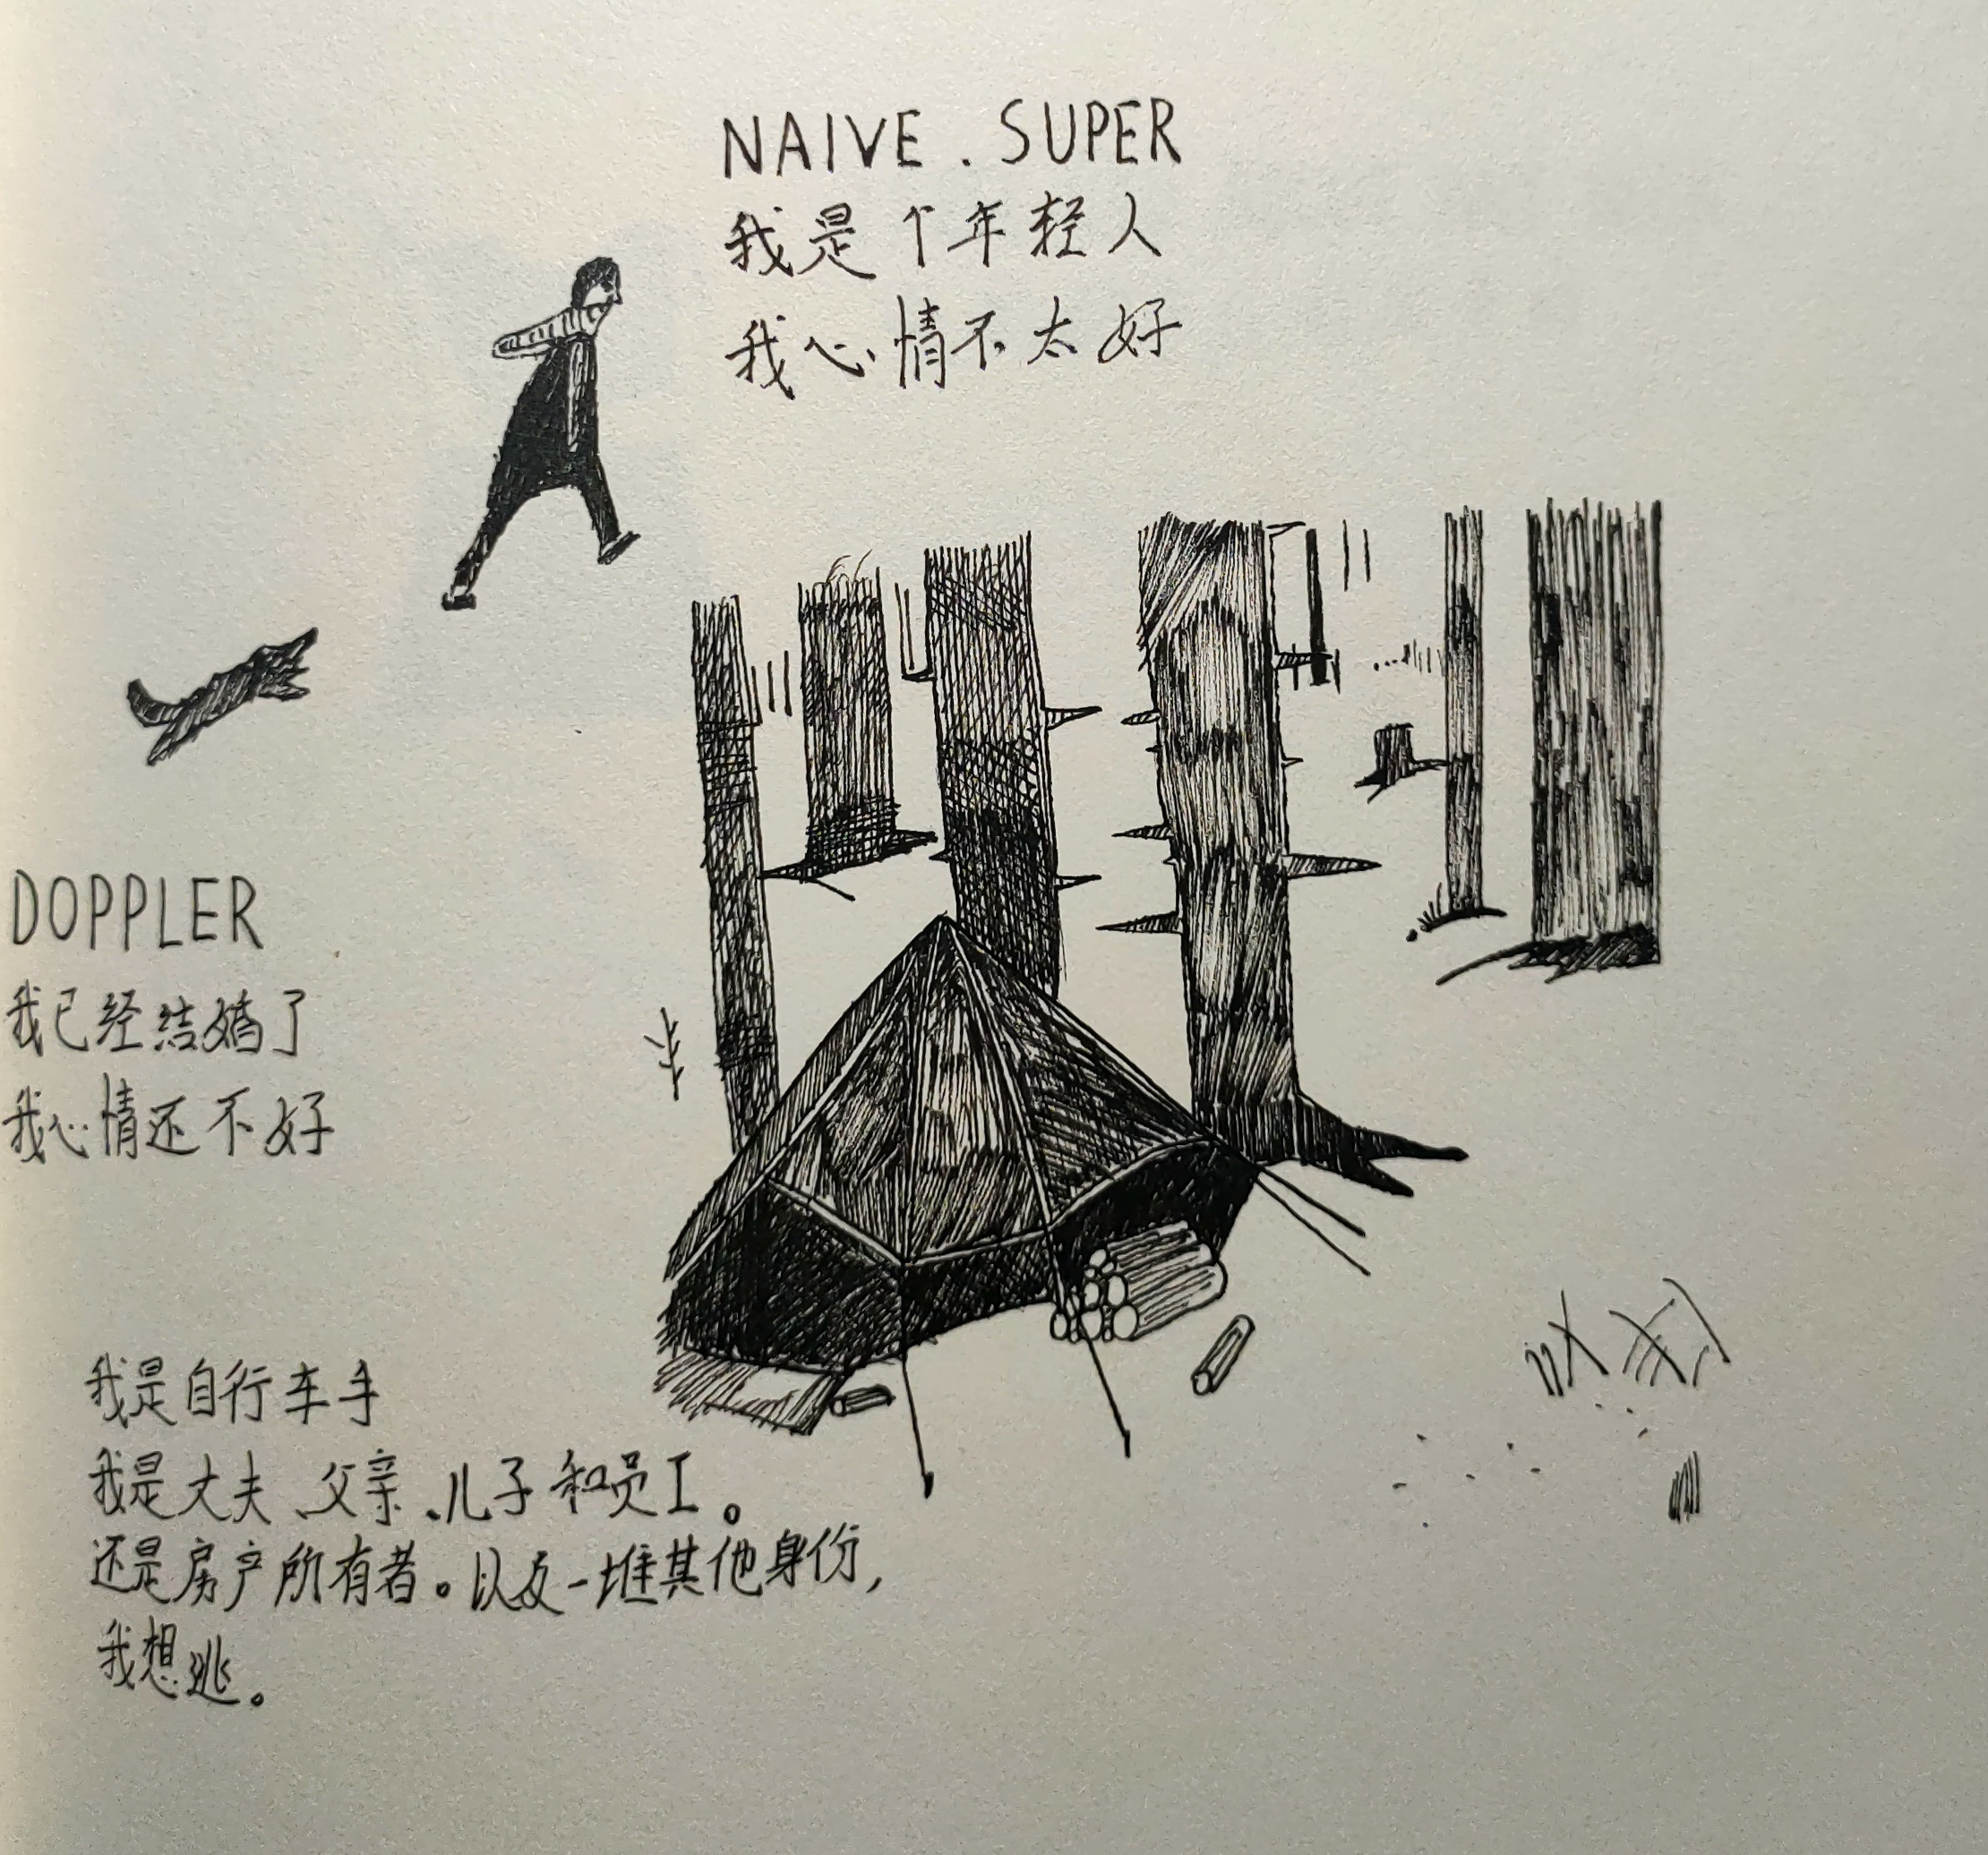 NAIVE.SUPER
我是个年轻人
我心情不太好
DOPPLER
我已经结婚了
我心情还不好
我是自行车手
我是丈夫、父亲、儿子和员工。
还是房产所有者。以及一堆其他身份,
我想逃。